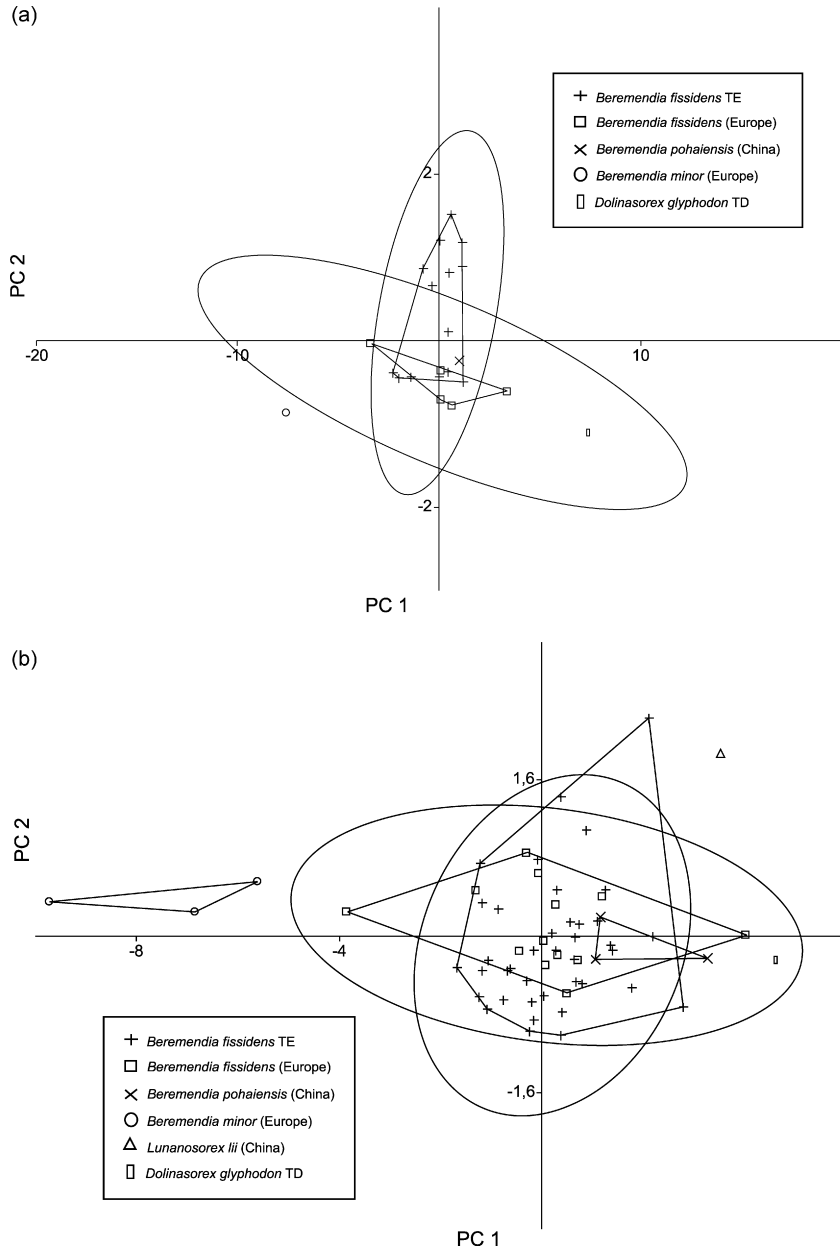 (a)
Beremendia fissidens TE
Beremendia fissidens (Europe)
Beremendia pohaiensis (China)
Beremendia minor (Europe)
Dolinasorex glyphodon TD
2
PC 2
-20
-10
10
-2
PC 1
(b)
1,6
PC 2
-8
-4
-1,6
Beremendia fissidens TE
Beremendia fissidens (Europe)
Beremendia pohaiensis (China)
Beremendia minor (Europe)
Lunanosorex lii (China)
Dolinasorex glyphodon TD
PC 1